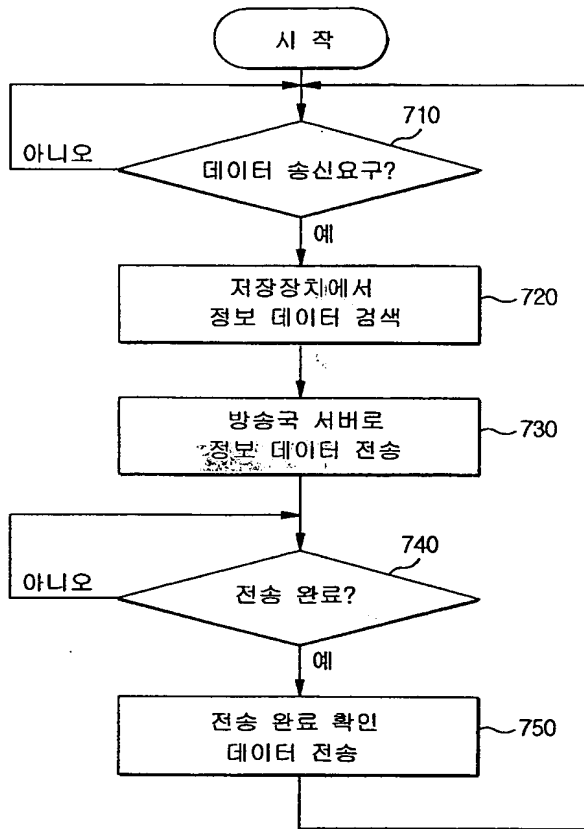 시 작
710
아니오
데이터 송신요구?
예
저장장치에서
정보 데이터 검색
720
방송국 서버로
정보 데이터 전송
730
740
아니오
전송 완료?
예
전송 완료 확인
데이터 전송
750